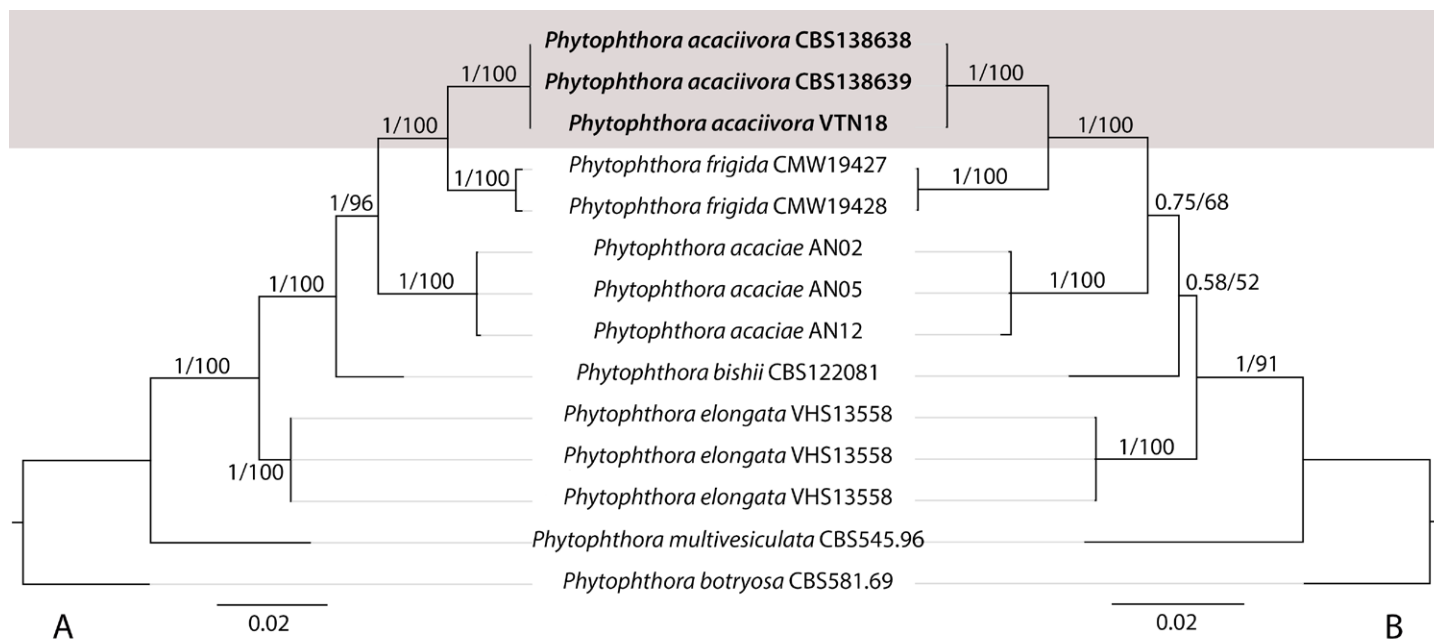 Phytophthora acaciivora CBS138638
1/100
Phytophthora acaciivora CBS138639
1/100
1/100
Phytophthora acaciivora VTN18
1/100
Phytophthora frigida CMW19427
1/100
1/100
1/96
Phytophthora frigida CMW19428
0.75/68
Phytophthora acaciae AN02
1/100
1/100
Phytophthora acaciae AN05
1/100
0.58/52
Phytophthora acaciae AN12
1/100
Phytophthora bishii CBS122081
1/91
Phytophthora elongata VHS13558
1/100
Phytophthora elongata VHS13558
1/100
Phytophthora elongata VHS13558
Phytophthora multivesiculata CBS545.96
Phytophthora botryosa CBS581.69
A
0.02
0.02
B